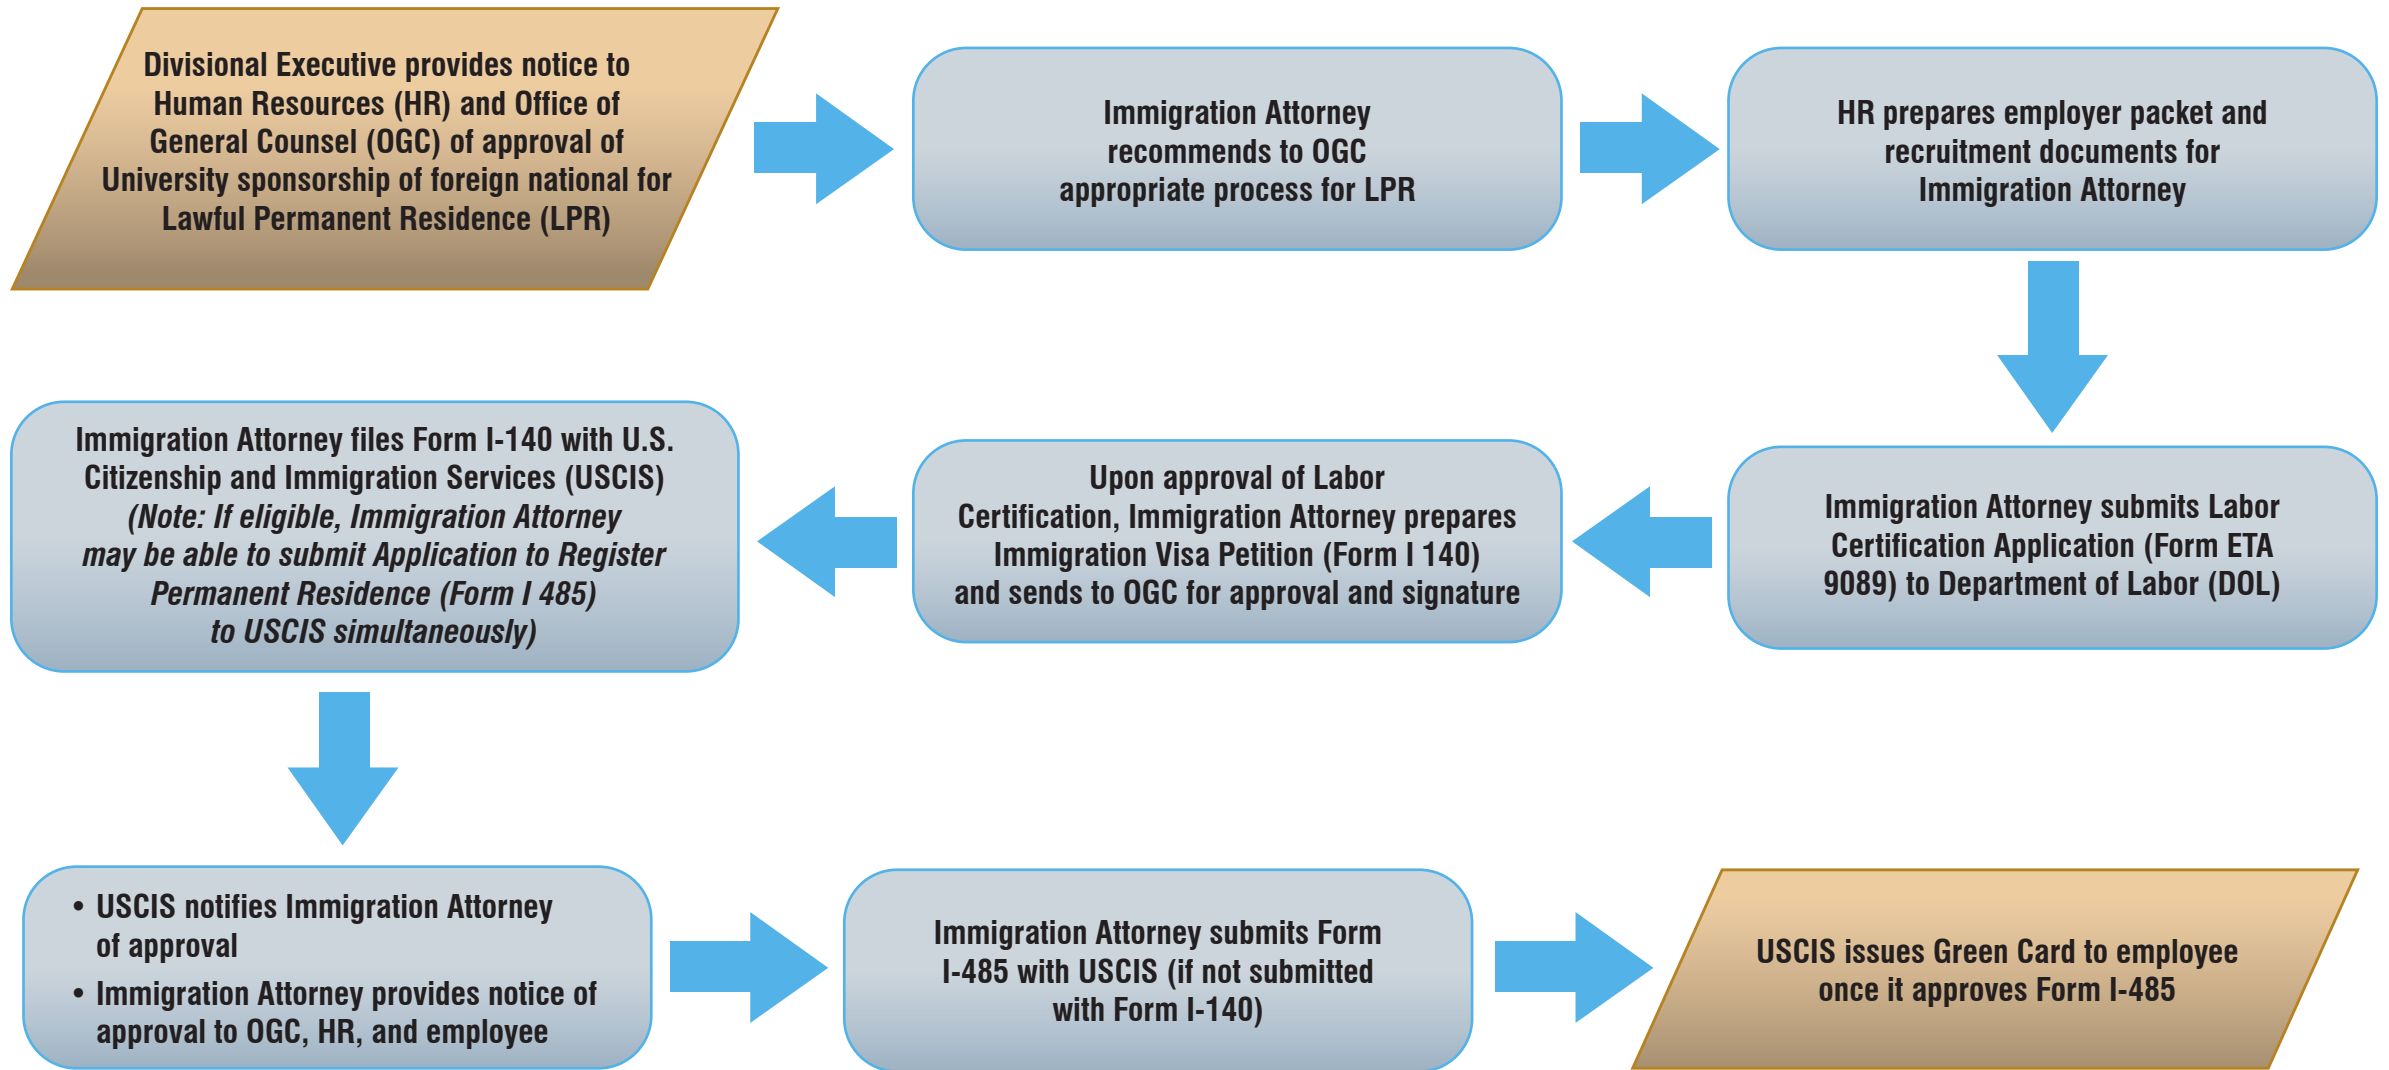 Divisional Executive provides notice to
Human Resources (HR) and Office of
General Counsel (OGC) of approval of
University sponsorship of foreign national for
Lawful Permanent Residence (LPR)
Immigration Attorney
recommends to OGC
appropriate process for LPR
HR prepares employer packet and
recruitment documents for
Immigration Attorney
Immigration Attorney submits Labor
Certification Application (Form ETA
9089) to Department of Labor (DOL)
Upon approval of Labor
Certification, Immigration Attorney prepares
Immigration Visa Petition (Form I 140)
and sends to OGC for approval and signature
Immigration Attorney files Form I-140 with U.S.
Citizenship and Immigration Services (USCIS)
(Note: If eligible, Immigration Attorney
may be able to submit Application to Register
Permanent Residence (Form I 485)
to USCIS simultaneously)
• USCIS notifies Immigration Attorney
of approval
• Immigration Attorney provides notice of
approval to OGC, HR, and employee
Immigration Attorney submits Form
I-485 with USCIS (if not submitted
with Form I-140)
USCIS issues Green Card to employee
once it approves Form I-485